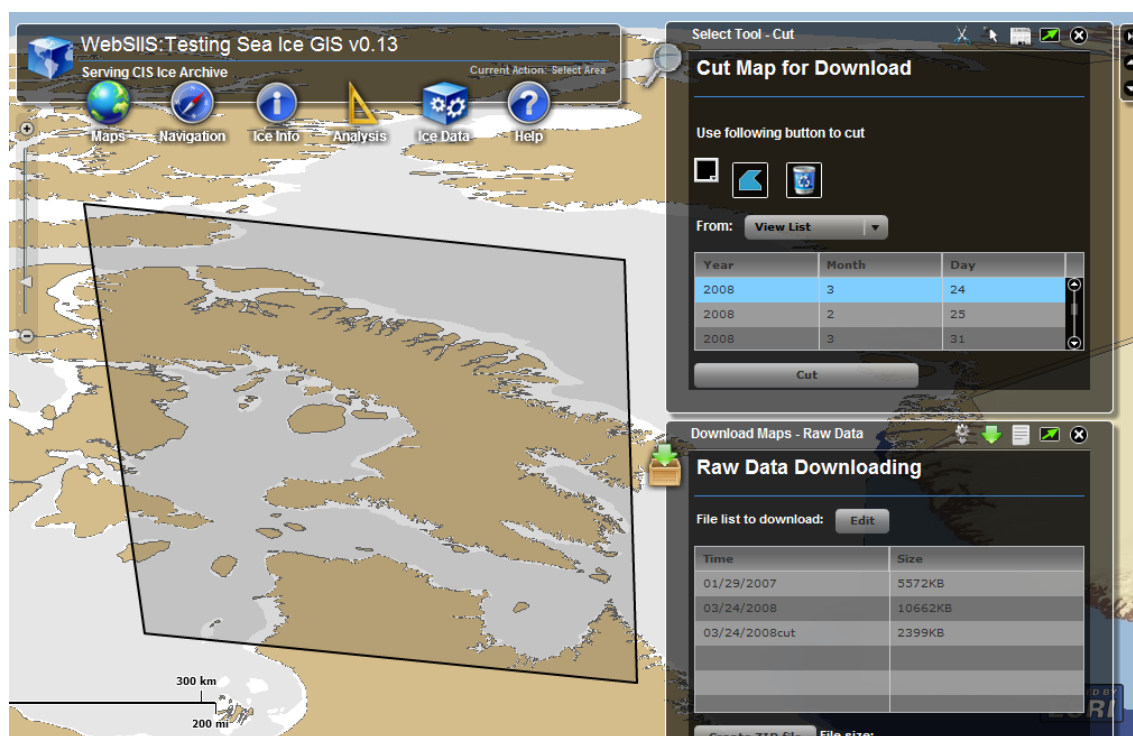 WebSIIS:Testing Sea Ice GIS v0.13
Serving CIS Ice Archive
Current Action: Select Area
Maps Navigation Ice Info Analysis Ice Data Help
300 km
200 mi
Select Tool - Cut
Cut Map for Download
Use following button to cut
From: View List
Year Month Day
2008 3 24
2008 2 25
2008 3 31
Cut
Download Maps - Raw Data
Raw Data Downloading
File list to download: Edit
Time Size
01/29/2007 5572KB
03/24/2008 10662KB
03/24/2008cut 2399KB
Create ZIP file File size:
ESRI